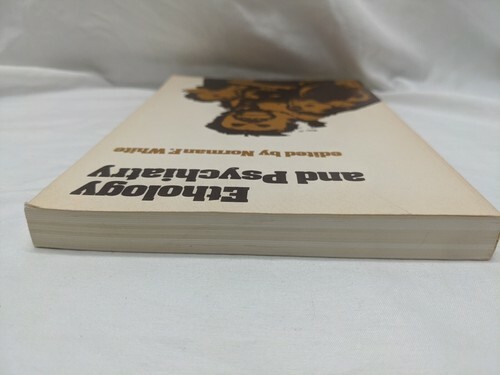 Ethology
and Psychiatry
edited by Norman F. White